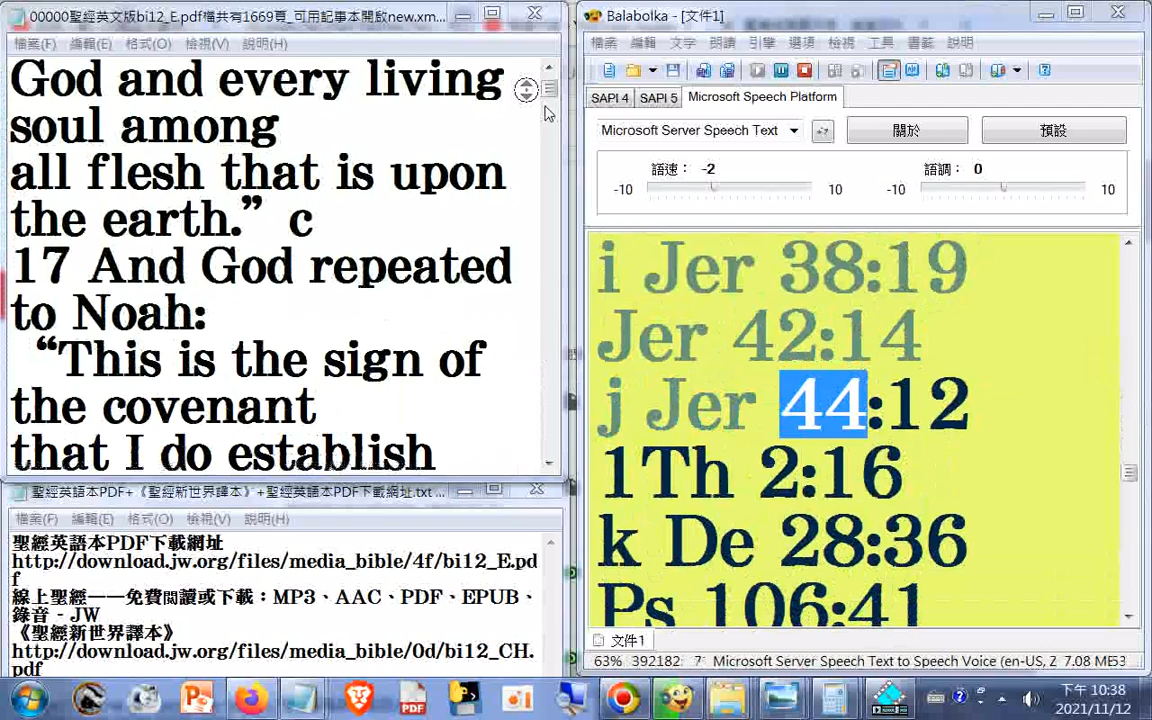 00000聖經英文版bi12_E.pdf檔共有1669頁_可用記事本開啟new.xm...
檔案(F) 編輯(E) 格式(O) 檢視(V) 說明(H)
God and every living
soul among
all flesh that is upon
the earth.” c
17 And God repeated
to Noah:
“This is the sign of
the covenant
that I do establish
聖經英語本PDF+《聖經新世界譯本》+聖經英語本PDF下載網址.txt ...
檔案(F) 編輯(E) 格式(O) 檢視(V) 說明(H)
聖經英語本PDF下載網址
http://download.jw.org/files/media_bible/4f/bi12_E.pd
f
線上聖經——免費閱讀或下載：MP3、AAC、PDF、EPUB、
錄音 - JW
《聖經新世界譯本》
http://download.jw.org/files/media_bible/0d/bi12_CH.
pdf
Balabolka - [文件1]
檔案 編輯 文字 朗讀 引擎 選項 檢視 工具 書籤 說明
SAPI 4 SAPI 5 Microsoft Speech Platform
Microsoft Server Speech Text 關於 預設
語速： -2 語調： 0
-10 10 -10 10
i Jer 38:19
Jer 42:14
j Jer 44:12
1Th 2:16
k De 28:36
Ps 106:41
文件1
63% 392182: Microsoft Server Speech Text to Speech Voice (en-US, Z 7.08 ME
下午 10:38
2021/11/12